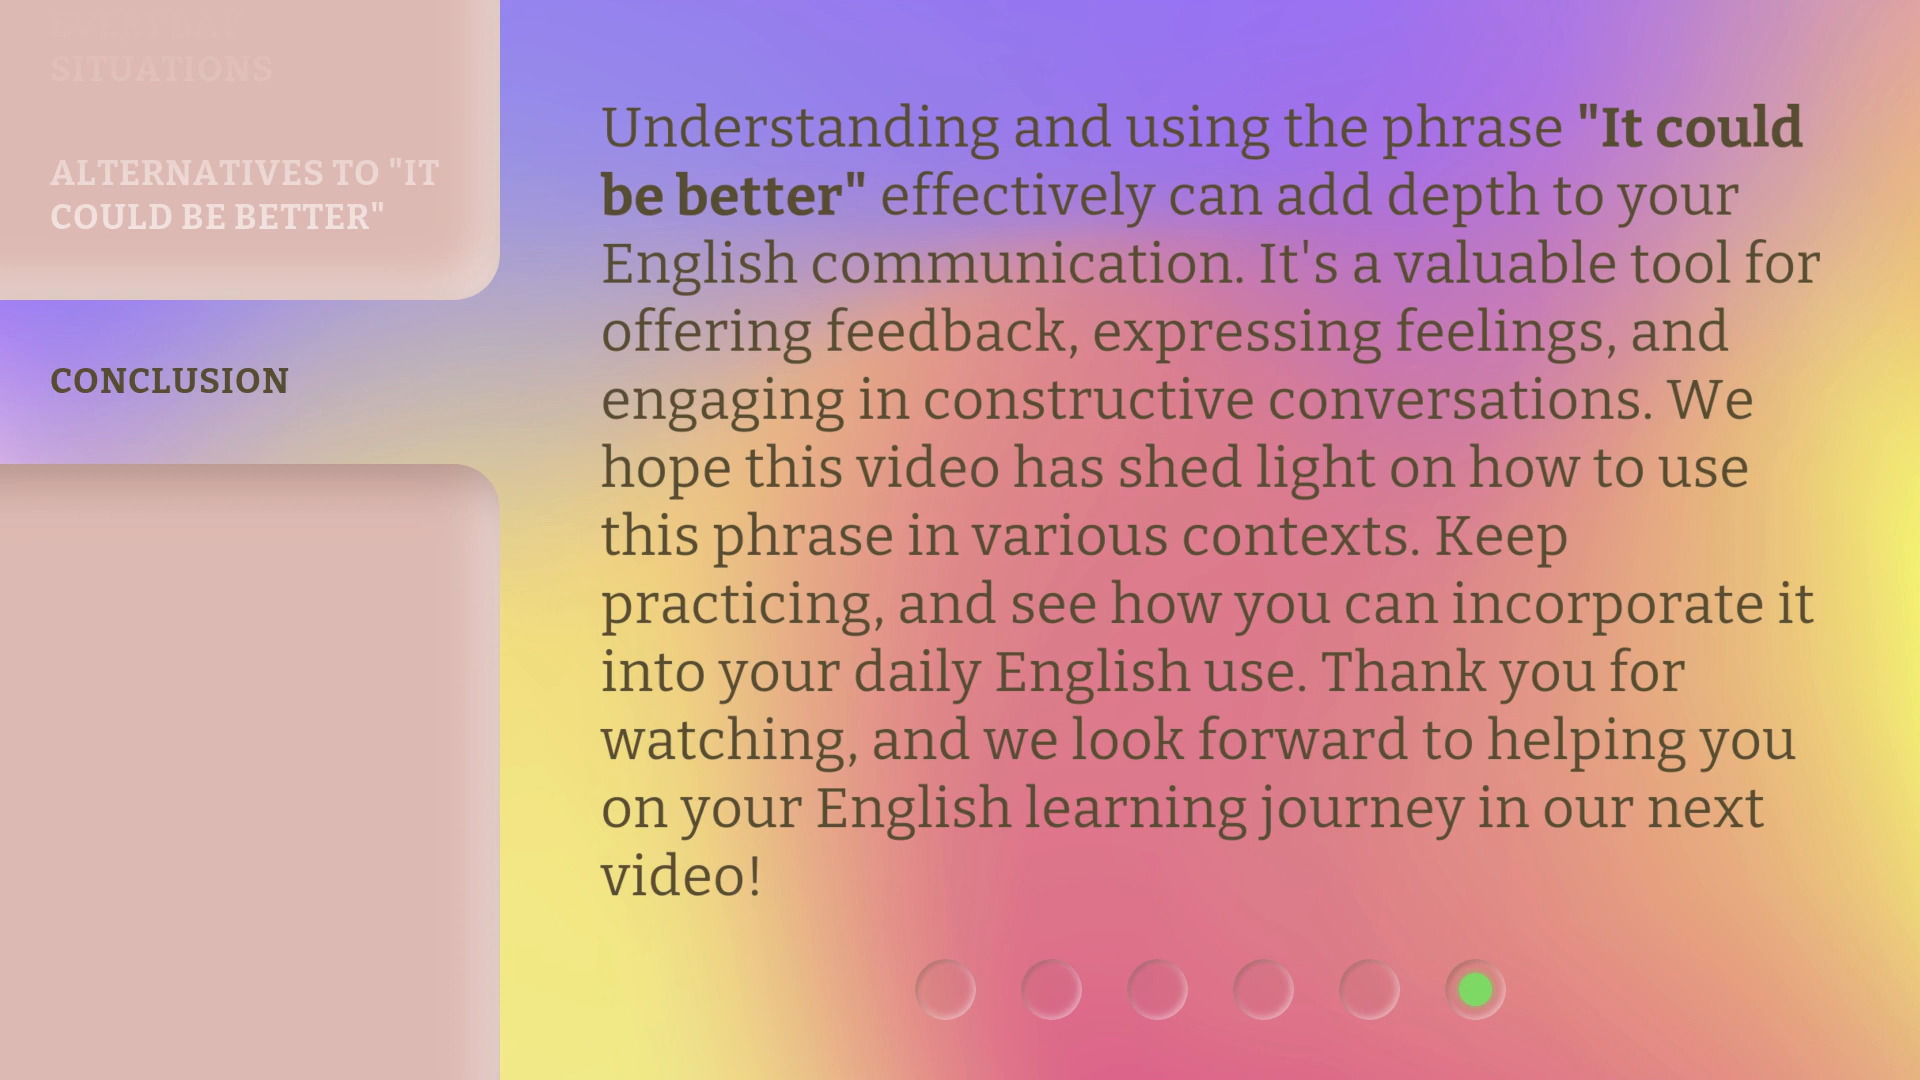 EVERYDAY
SITUATIONS
ALTERNATIVES TO "IT
COULD BE BETTER"
CONCLUSION
Understanding and using the phrase "It could
be better" effectively can add depth to your
English communication. It's a valuable tool for
offering feedback, expressing feelings, and
engaging in constructive conversations. We
hope this video has shed light on how to use
this phrase in various contexts. Keep
practicing, and see how you can incorporate it
into your daily English use. Thank you for
watching, and we look forward to helping you
on your English learning journey in our next
video!